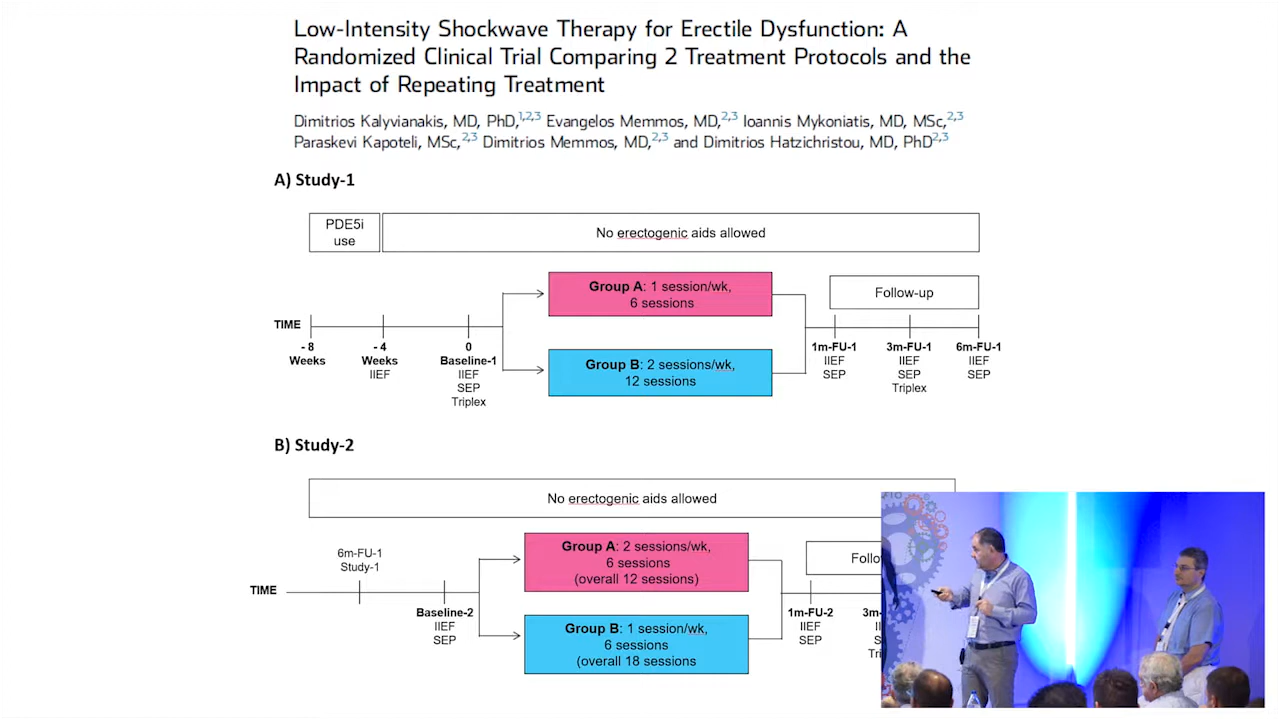 Low-Intensity Shockwave Therapy for Erectile Dysfunction: A
Randomized Clinical Trial Comparing 2 Treatment Protocols and the
Impact of Repeating Treatment
Dimitrios Kalyvianakis, MD, PhD,1,2,3 Evangelos Memmos, MD,2,3 Ioannis Mykoniatis, MD, MSc,2,3
Paraskevi Kapoteli, MSc,2,3 Dimitrios Memmos, MD,2,3 and Dimitrios Hatzichristou, MD, PhD2,3
A) Study-1
PDE5i
use
No erectogenic aids allowed
Group A: 1 session/wk,
6 sessions
Follow-up
TIME
- 8
Weeks
- 4
Weeks
IIEF
0
Baseline-1
IIEF
SEP
Triplex
Group B: 2 sessions/wk,
12 sessions
1m-FU-1
IIEF
SEP
3m-FU-1
IIEF
SEP
Triplex
6m-FU-1
IIEF
SEP
B) Study-2
No erectogenic aids allowed
6m-FU-1
Study-1
Group A: 2 sessions/wk,
6 sessions
(overall 12 sessions)
Follo
TIME
Baseline-2
IIEF
SEP
Group B: 1 session/wk,
6 sessions
(overall 18 sessions
1m-FU-2
IIEF
SEP
3m-
IIE
S
Tri